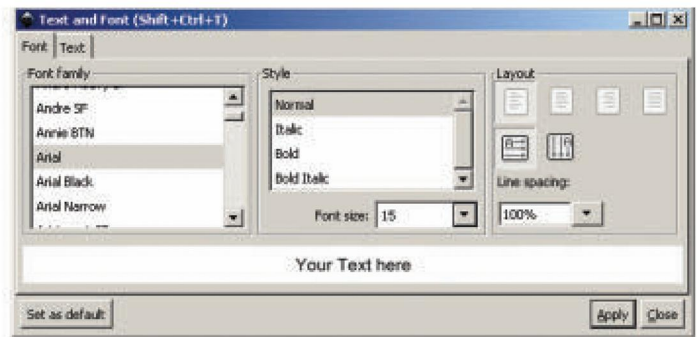 Text and Font (Shift+Ctrl+T)
Font Text
Font family
Andre SF
Annie BTN
Arial
Arial Black
Arial Narrow
Style
Normal
Italic
Bold
Bold Italic
Font size: 15
Layout
Line spacing:
100%
Your Text here
Set as default
Apply Close